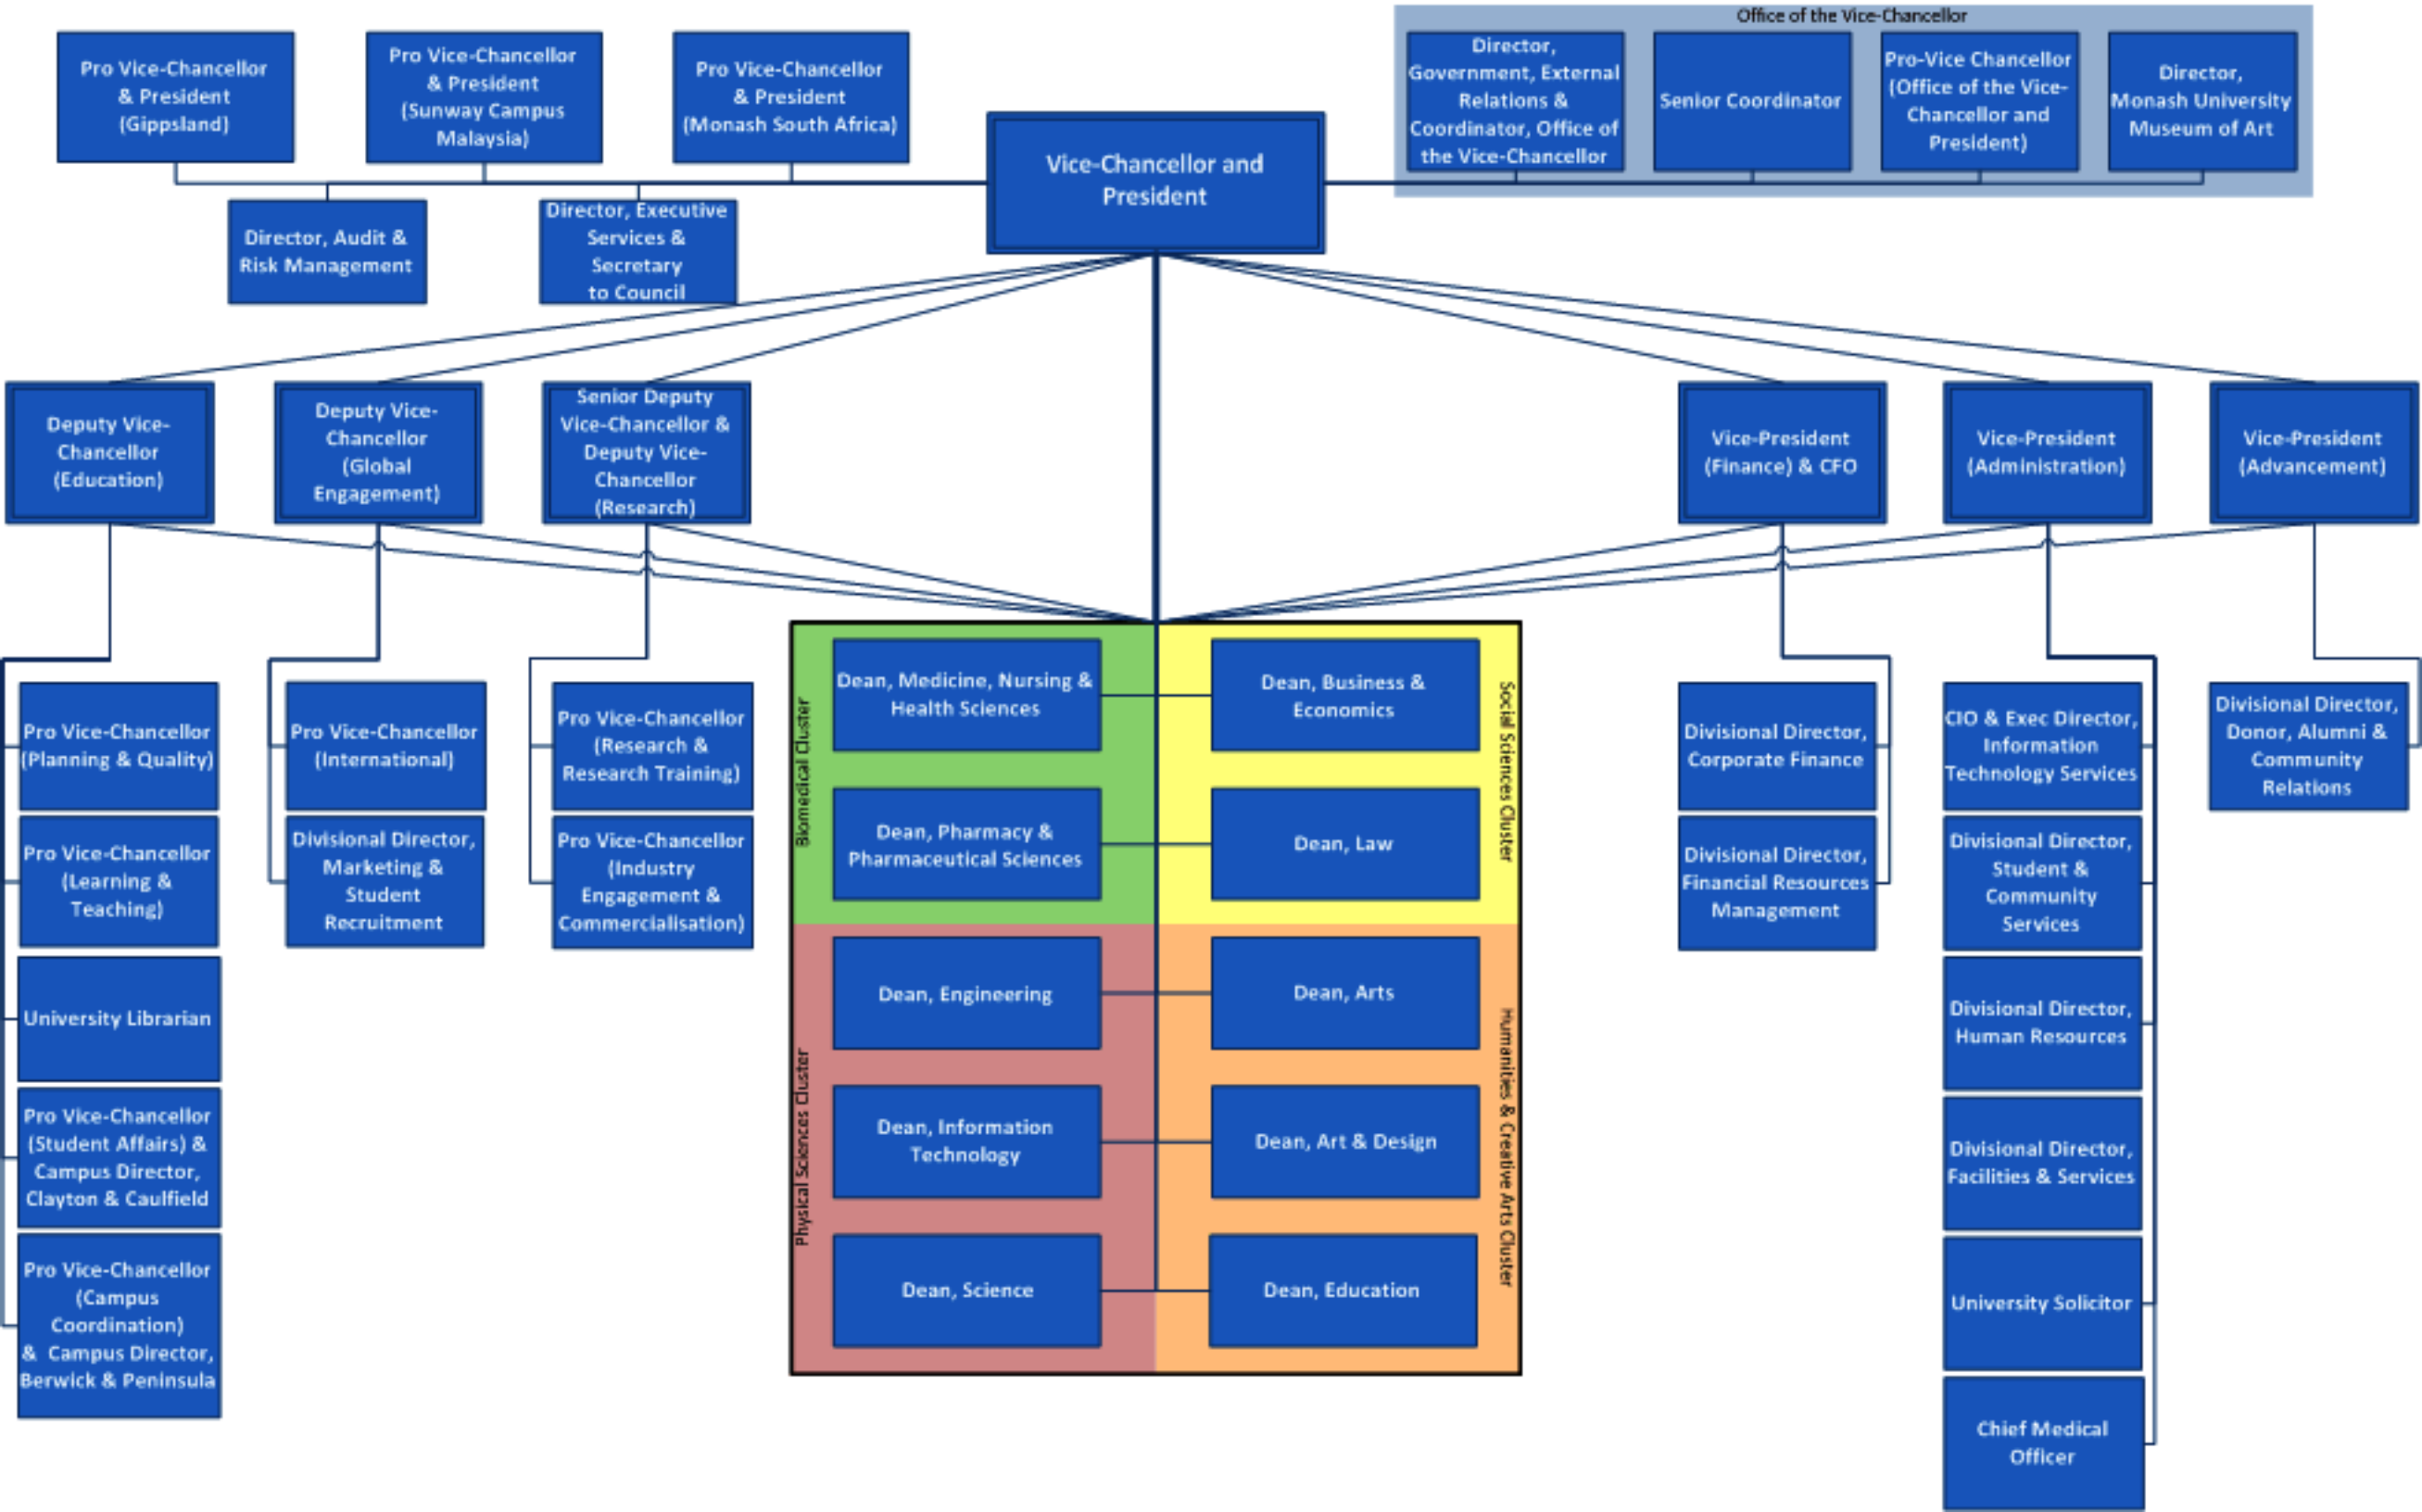 Office of the Vice-Chancellor
Pro Vice-Chancellor
& President
(Gippsland)
Pro Vice-Chancellor
& President
(Sunway Campus
Malaysia)
Pro Vice-Chancellor
& President
(Monash South Africa)
Director,
Government, External
Relations &
Coordinator, Office of
the Vice-Chancellor
Senior Coordinator
Pro-Vice Chancellor
(Office of the Vice-
Chancellor and
President)
Director,
Monash University
Museum of Art
Vice-Chancellor and
President
Director, Audit &
Risk Management
Director, Executive
Services &
Secretary
to Council
Deputy Vice-
Chancellor
(Education)
Deputy Vice-
Chancellor
(Global
Engagement)
Senior Deputy
Vice-Chancellor &
Deputy Vice-
Chancellor
(Research)
Vice-President
(Finance) & CFO
Vice-President
(Administration)
Vice-President
(Advancement)
Pro Vice-Chancellor
(Planning & Quality)
Pro Vice-Chancellor
(Learning &
Teaching)
University Librarian
Pro Vice-Chancellor
(Student Affairs) &
Campus Director,
Clayton & Caulfield
Pro Vice-Chancellor
(Campus
Coordination)
& Campus Director,
Berwick & Peninsula
Pro Vice-Chancellor
(International)
Divisional Director,
Marketing &
Student
Recruitment
Pro Vice-Chancellor
(Research &
Research Training)
Pro Vice-Chancellor
(Industry
Engagement &
Commercialisation)
Biomedical Cluster
Dean, Medicine, Nursing &
Health Sciences
Dean, Pharmacy &
Pharmaceutical Sciences
Physical Sciences Cluster
Dean, Engineering
Dean, Information
Technology
Dean, Science
Social Sciences Cluster
Dean, Business &
Economics
Dean, Law
Humanities & Creative Arts Cluster
Dean, Arts
Dean, Art & Design
Dean, Education
Divisional Director,
Corporate Finance
Divisional Director,
Financial Resources
Management
CIO & Exec Director,
Information
Technology Services
Divisional Director,
Student &
Community
Services
Divisional Director,
Human Resources
Divisional Director,
Facilities & Services
University Solicitor
Chief Medical
Officer
Divisional Director,
Donor, Alumni &
Community
Relations